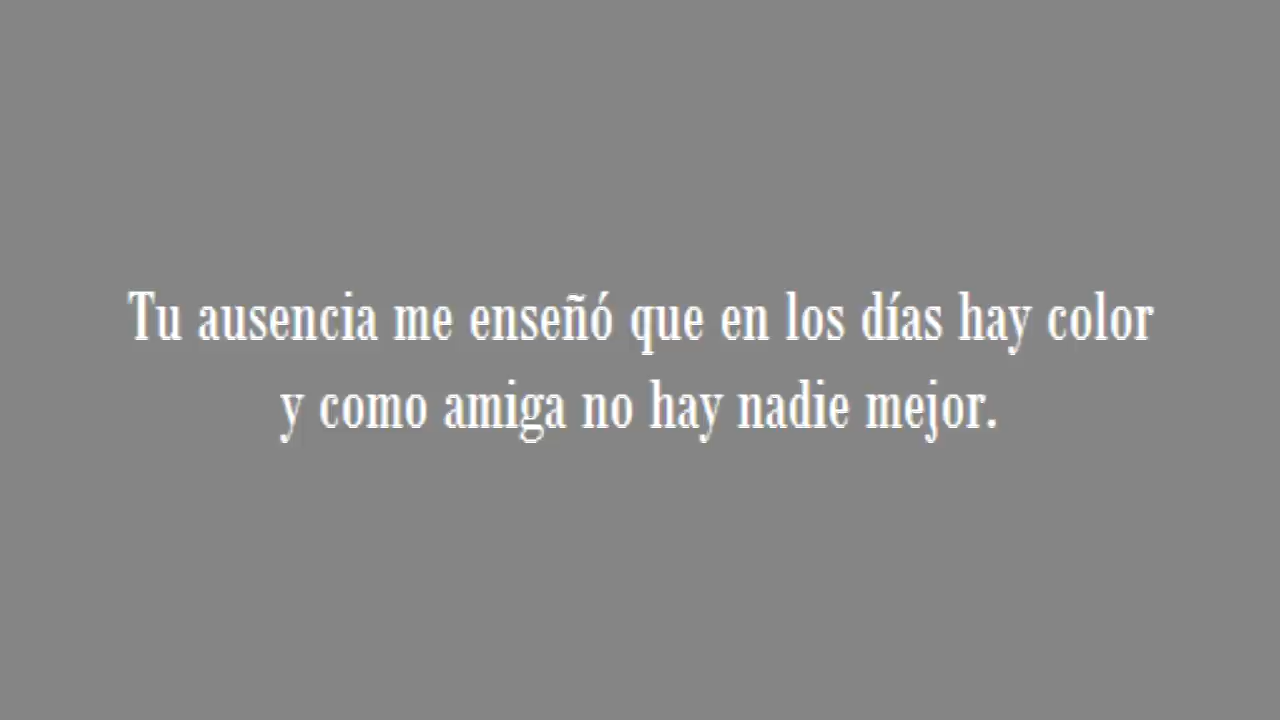 Tu ausencia me enseñó que en los días hay color
y como amiga no hay nadie mejor.